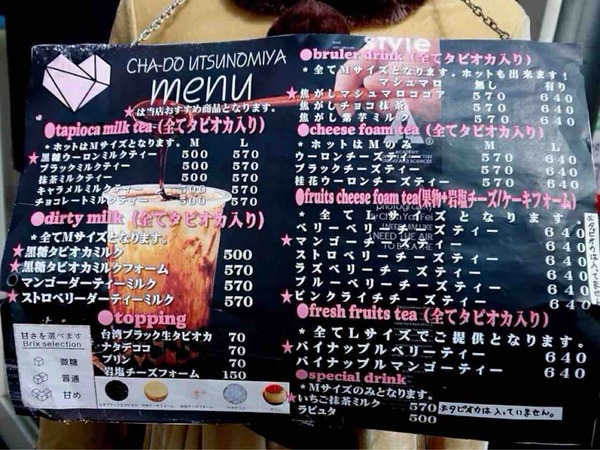 CHA-DO UTSUNOMIYA
menu
★は当店おすすめ商品となります。
●tapioca milk tea (全てタピオカ入り)
*ホットはMサイズとなります。 M L
★黒糖ウーロンミルクティー 500 570
ブラックミルクティー 500 570
抹茶ミルクティー 500 570
キャラメルミルクティー 500 570
チョコレートミルクティー 500 570
●dirty milk (全てタピオカ入り)
*全てMサイズとなります。
★黒糖タピオカミルク 500
★黒糖タピオカミルクフォーム 570
マンゴーダーティーミルク 570
★ストロベリーダーティーミルク 570
●topping
台湾ブラック生タピオカ 70
ナタデココ 70
プリン 70
岩塩チーズフォーム 150
甘さを選べます
Brix selection
微糖
普通
甘め
style
●bruler drink (全てタピオカ入り)
*全てMサイズとなります。ホットも出来ます!
マシュマロ 無し 有り
★焦がしマシュマロココア 570 640
焦がしチョコ抹茶 570 640
焦がし紫芋ミルク 570 640
●cheese foam tea (全てタピオカ入り)
*ホットはMのみ M L
ウーロンチーズティー 570 640
ブラックチーズティー 570 640
桂花ウーロンチーズティー 570 640
●fruits cheese foam tea(果物+岩塩チーズ/ケーキフォーム)
*全てLサイズとなります。
ベリーベリーチーズティー 640
★マンゴーチーズティー 640
ストロベリーチーズティー 640
ラズベリーチーズティー 640
ブルーベリーチーズティー 640
★ピンクライチチーズティー 640
NEED THE AIR
●fresh fruits tea (全てタピオカ入り)
*全てLサイズでご提供となります。
★パイナップルベリーティー 640
パイナップルマンゴーティー 640
●special drink
*Mサイズのみとなります。
★いちご抹茶ミルク 570
ラピュタ 500
※タピオカは入っていません。